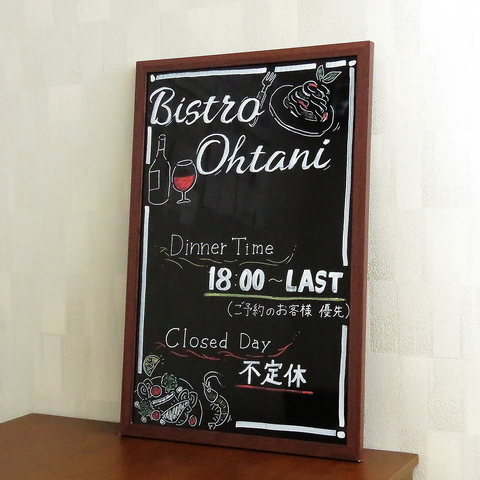 Bistro
Ohtani
Dinner Time
18:00~LAST
(ご予約のお客様 優先)
Closed Day
不定休